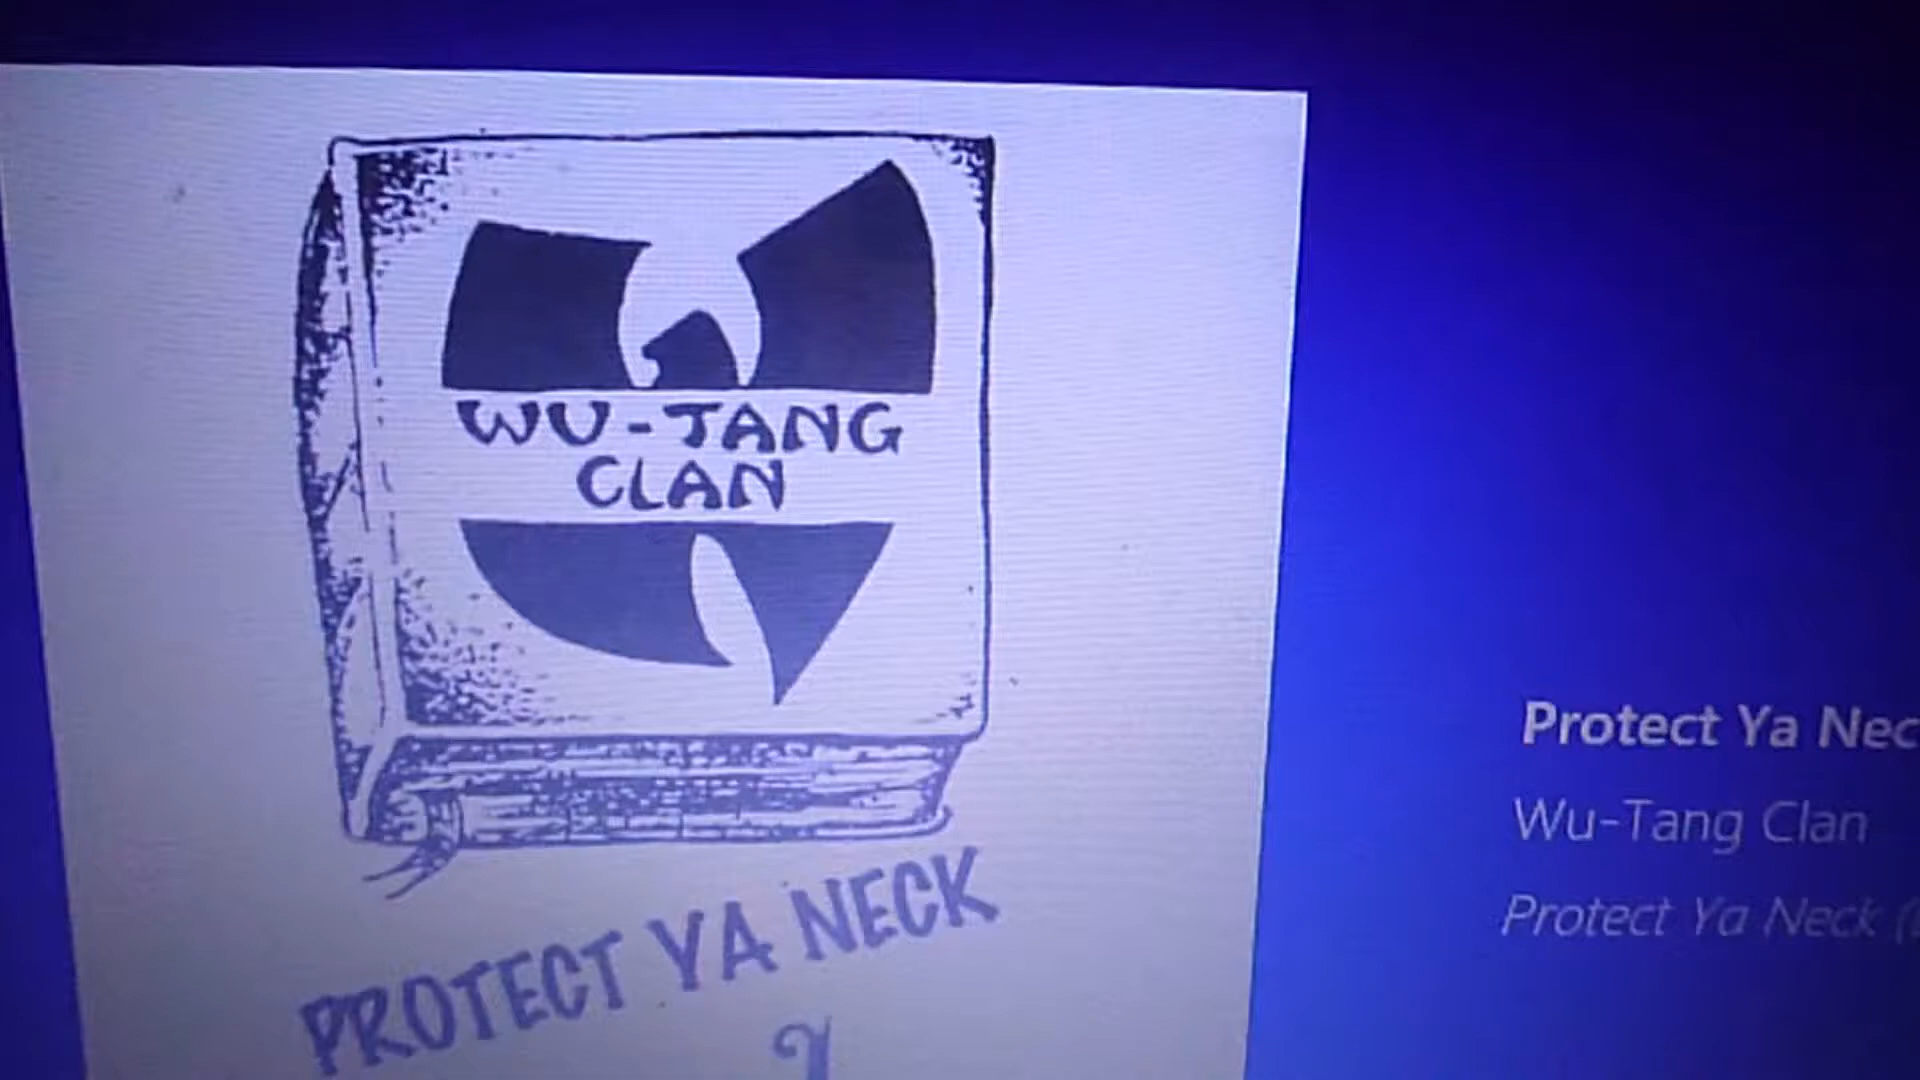 WU-TANG
CLAN
PROTECT YA NECK
Protect Ya Nec
Wu-Tang Clan
Protect Ya Neck (